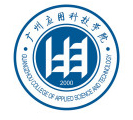 广州应用科技学院
GUANGZHOU COLLEGE OF APPLIED SCIENCE AND TECHNOLOGY
2000